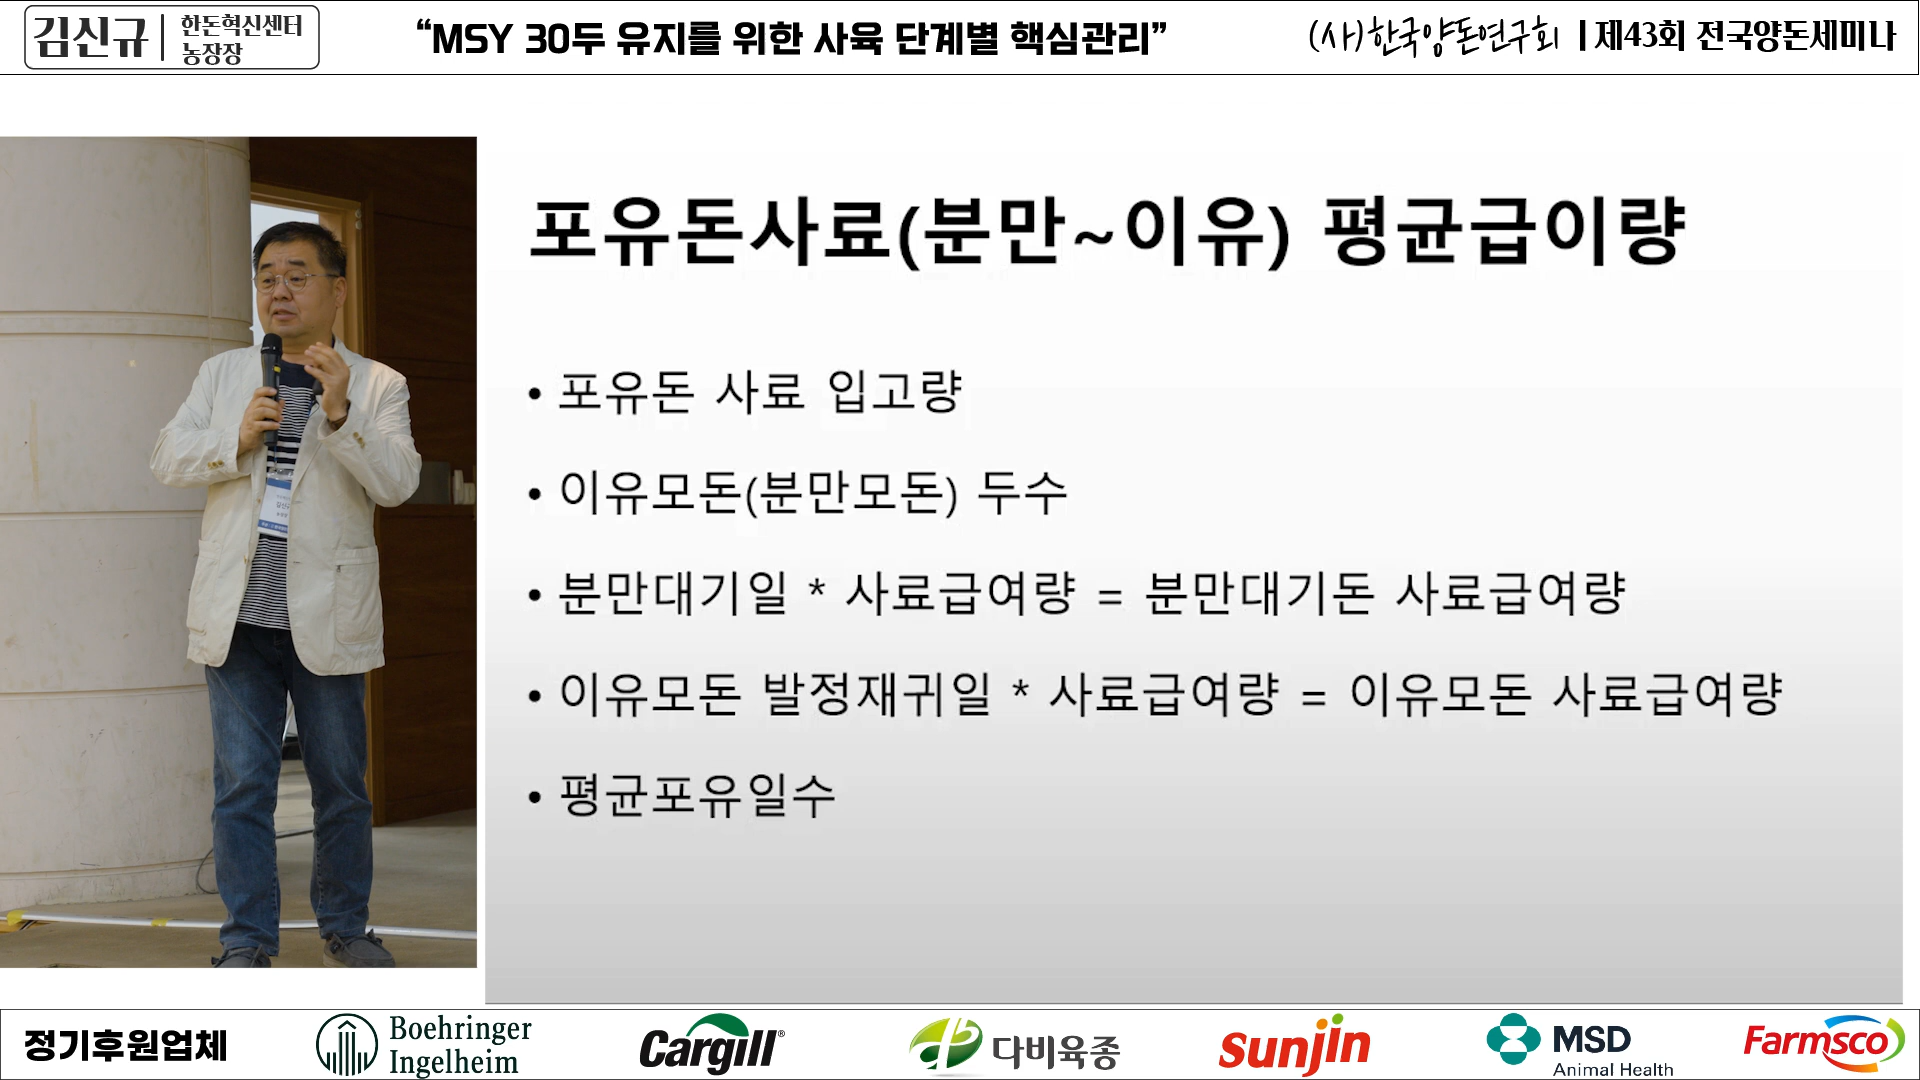 김신규
한돈혁신센터
농장장
“MSY 30두 유지를 위한 사육 단계별 핵심관리”
(사)한국양돈연구회 | 제43회 전국양돈세미나
포유돈사료(분만~이유) 평균급이량
• 포유돈 사료 입고량
• 이유모돈(분만모돈) 두수
• 분만대기일 * 사료급여량 = 분만대기돈 사료급여량
• 이유모돈 발정재귀일 * 사료급여량 = 이유모돈 사료급여량
• 평균포유일수
정기후원업체
Boehringer
Ingelheim
Cargill®
다비육종
sunjin
MSD
Animal Health
Farmsco